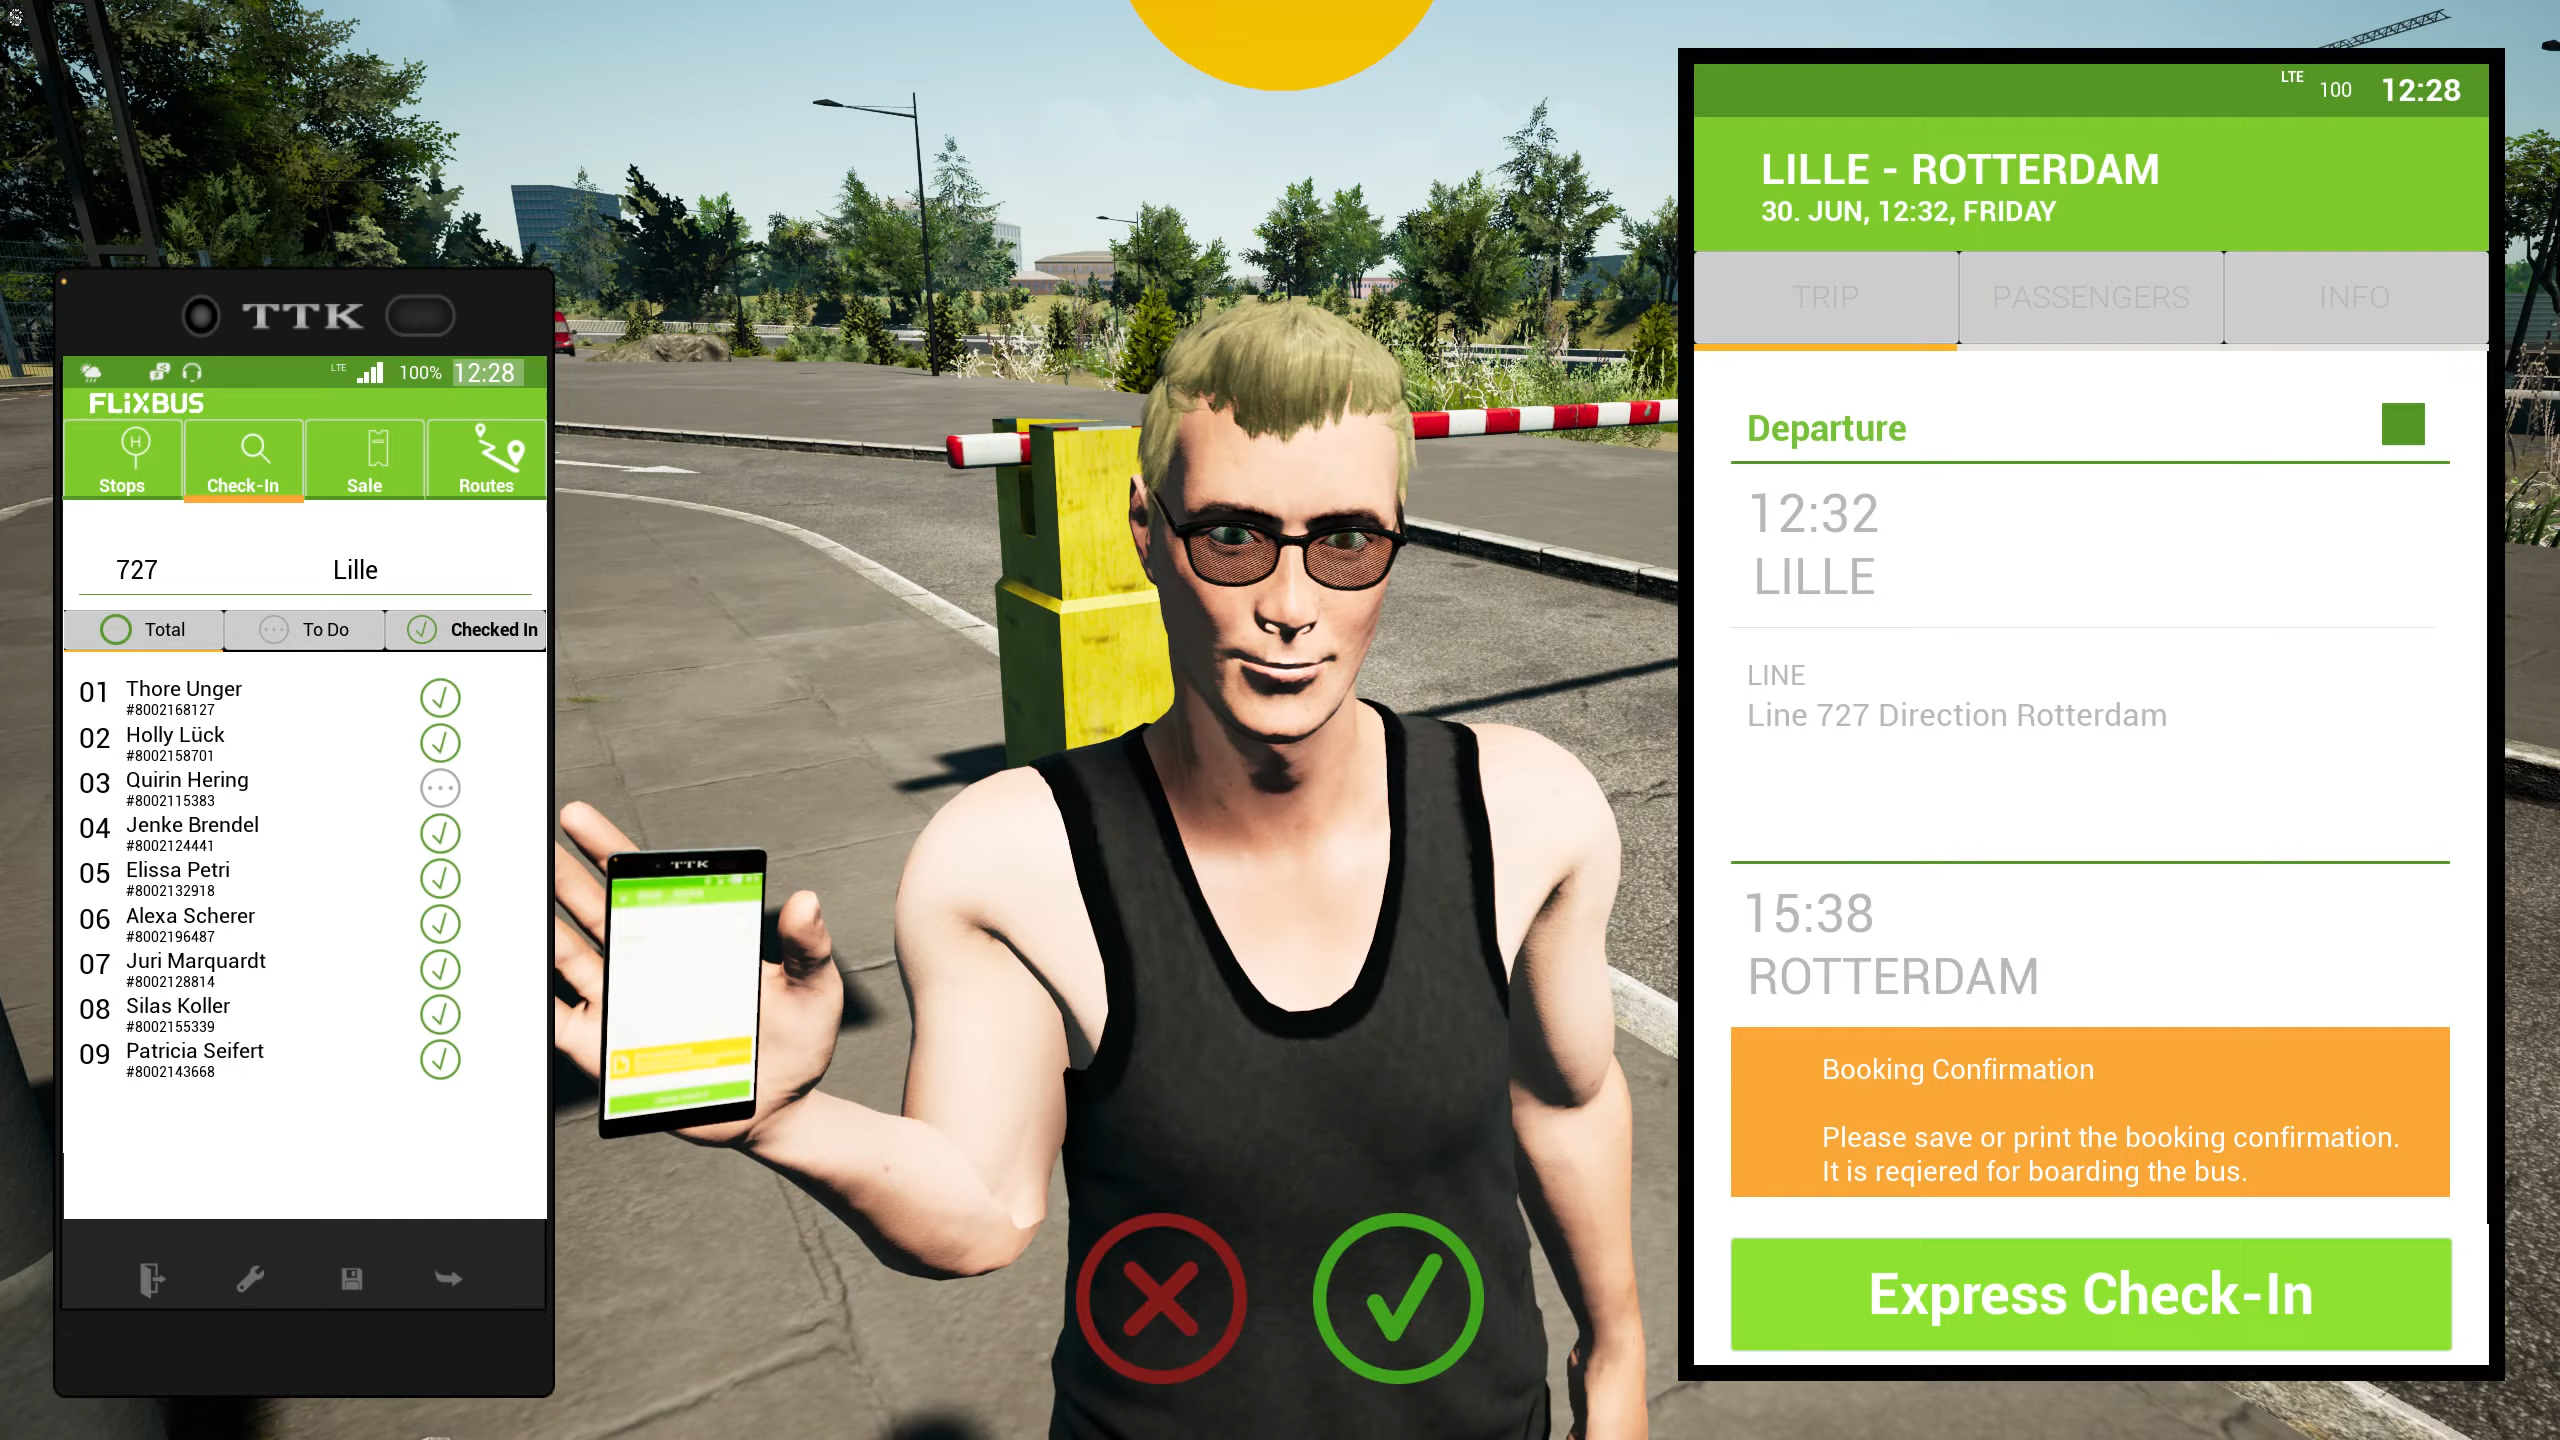 TTK
LTE 100% 12:28
FLiXBUS
Stops Check-In Sale Routes
727 Lille
Total To Do Checked In
01 Thore Unger
#8002168127
02 Holly Lück
#8002158701
03 Quirin Hering
#8002115383
04 Jenke Brendel
#8002124441
05 Elissa Petri
#8002132918
06 Alexa Scherer
#8002196487
07 Juri Marquardt
#8002128814
08 Silas Koller
#8002155339
09 Patricia Seifert
#8002143668
TTK
LTE 100 12:28
LILLE - ROTTERDAM
30. JUN, 12:32, FRIDAY
TRIP PASSENGERS INFO
Departure
12:32
LILLE
LINE
Line 727 Direction Rotterdam
15:38
ROTTERDAM
Booking Confirmation
Please save or print the booking confirmation.
It is reqiered for boarding the bus.
Express Check-In